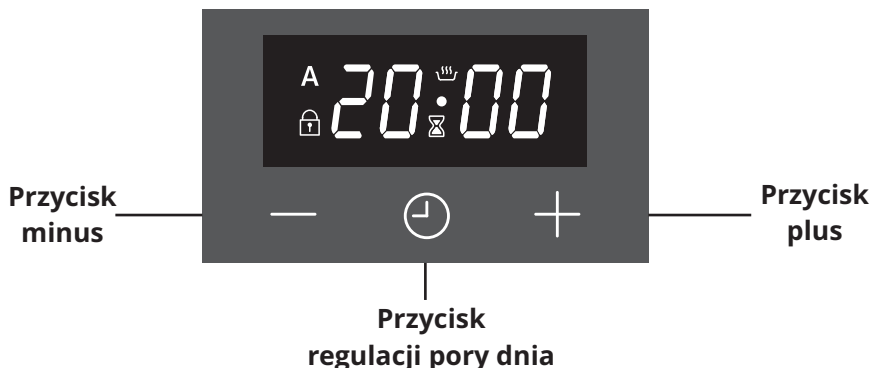 A 20:00
Przycisk
minus
Przycisk
plus
Przycisk
regulacji pory dnia